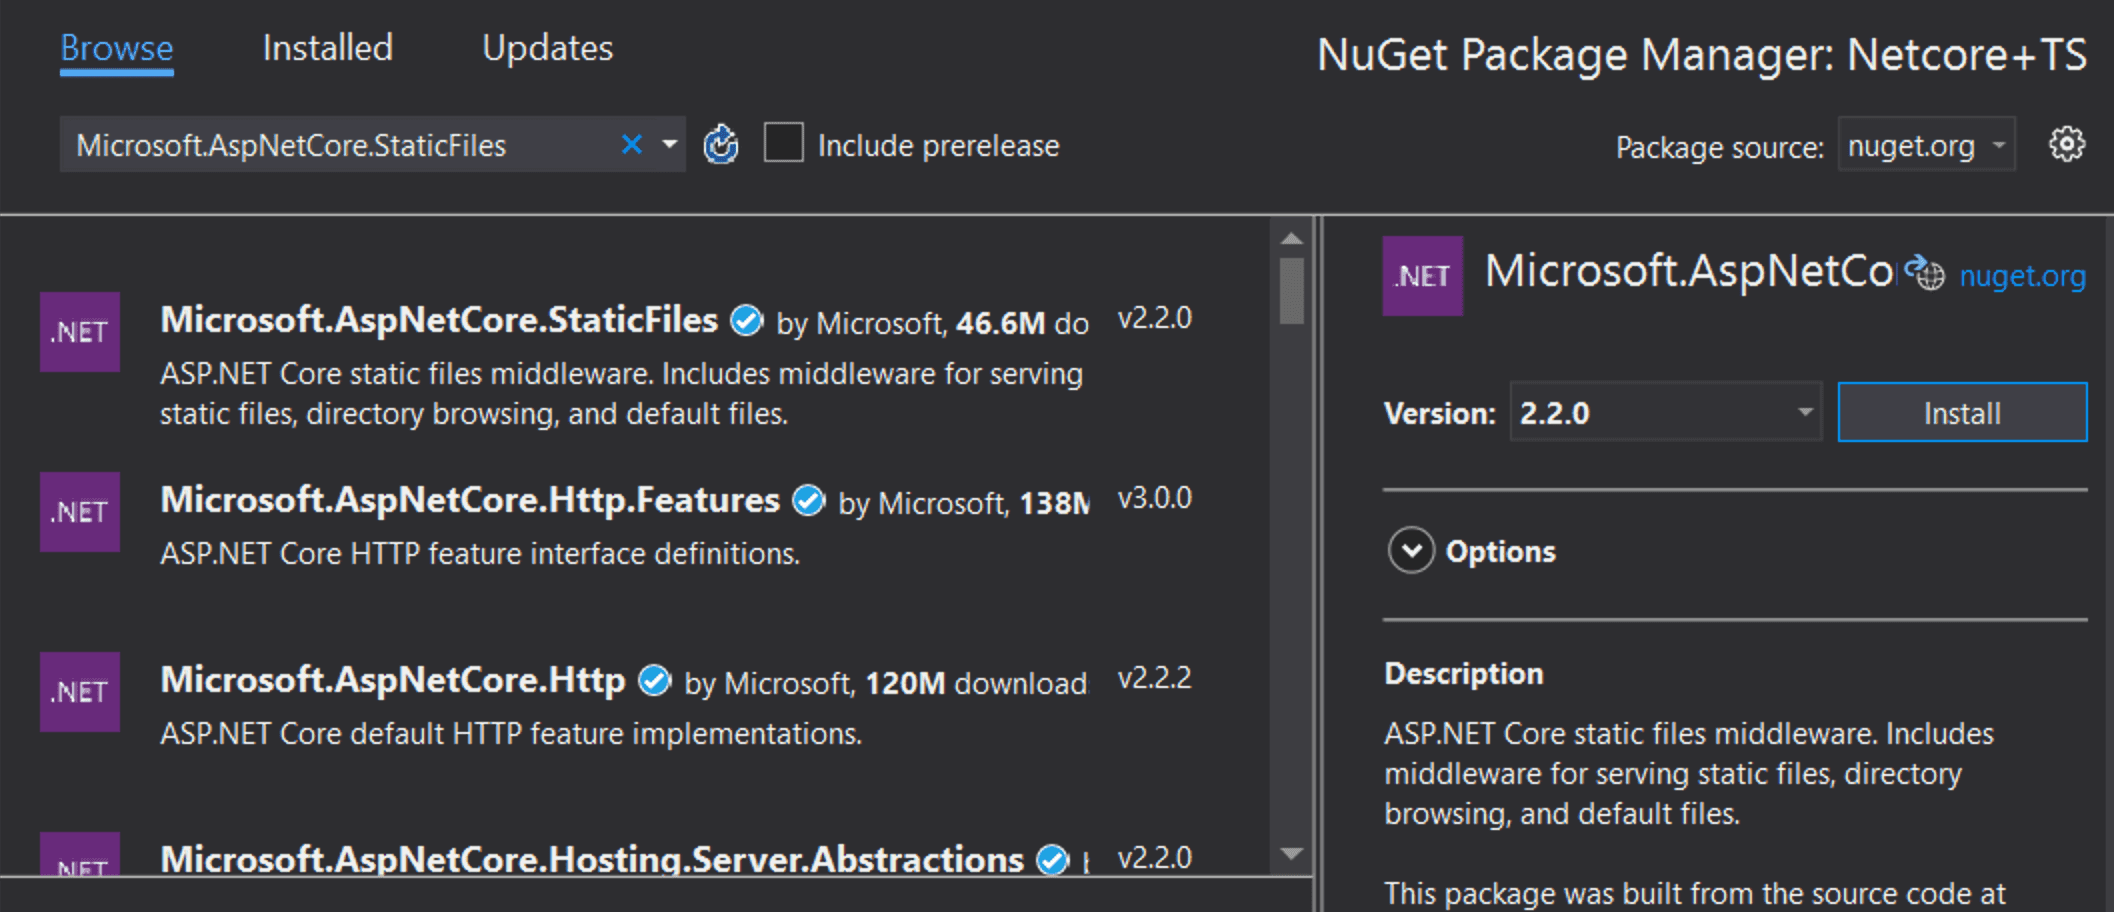 Browse Installed Updates
NuGet Package Manager: Netcore+TS
Microsoft.AspNetCore.StaticFiles
Include prerelease
Package source: nuget.org
.NET
Microsoft.AspNetCore.StaticFiles by Microsoft, 46.6M do v2.2.0
ASP.NET Core static files middleware. Includes middleware for serving
static files, directory browsing, and default files.
.NET
Microsoft.AspNetCore.Http.Features by Microsoft, 138M v3.0.0
ASP.NET Core HTTP feature interface definitions.
.NET
Microsoft.AspNetCore.Http by Microsoft, 120M download v2.2.2
ASP.NET Core default HTTP feature implementations.
.NET
Microsoft.AspNetCore.Hosting.Server.Abstractions v2.2.0
.NET
Microsoft.AspNetCo nuget.org
Version: 2.2.0 Install
Options
Description
ASP.NET Core static files middleware. Includes
middleware for serving static files, directory
browsing, and default files.
This package was built from the source code at